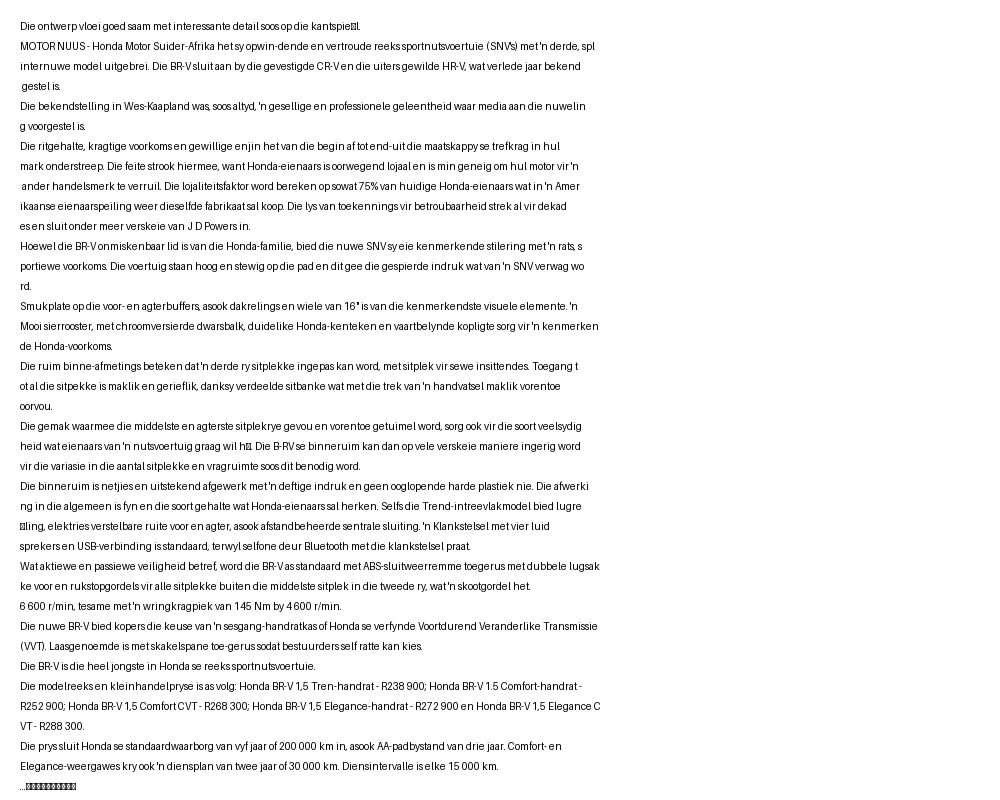 Die ontwerp vloei goed saam met interessante detail soos op die kantspie�l.
MOTOR NUUS - Honda Motor Suider-Afrika het sy opwin-dende en vertroude reeks sportnutsvoertuie (SNV's) met 'n derde, spl
internuwe model uitgebrei. Die BR-V sluit aan by die gevestigde CR-V en die uiters gewilde HR-V, wat verlede jaar bekend
gestel is.
Die bekendstelling in Wes-Kaapland was, soos altyd, 'n gesellige en professionele geleentheid waar media aan die nuwelin
g voorgestel is.
Die ritgehalte, kragtige voorkoms en gewillige enjin het van die begin af tot end-uit die maatskappy se trefkrag in hul
mark onderstreep. Die feite strook hiermee, want Honda-eienaars is oorwegend lojaal en is min geneig om hul motor vir 'n
ander handelsmerk te verruil. Die lojaliteitsfaktor word bereken op sowat 75% van huidige Honda-eienaars wat in 'n Amer
ikaanse eienaarspeiling weer dieselfde fabrikaat sal koop. Die lys van toekennings vir betroubaarheid strek al vir dekad
es en sluit onder meer verskeie van J D Powers in.
Hoewel die BR-V onmiskenbaar lid is van die Honda-familie, bied die nuwe SNV sy eie kenmerkende stilering met 'n rats, s
portiewe voorkoms. Die voertuig staan hoog en stewig op die pad en dit gee die gespierde indruk wat van 'n SNV verwag wo
rd.
Smukplate op die voor- en agterbuffers, asook dakrelings en wiele van 16" is van die kenmerkendste visuele elemente. 'n
Mooi sierrooster, met chroomversierde dwarsbalk, duidelike Honda-kenteken en vaartbelynde kopligte sorg vir 'n kenmerken
de Honda-voorkoms.
Die ruim binne-afmetings beteken dat 'n derde ry sitplekke ingepas kan word, met sitplek vir sewe insittendes. Toegang t
ot al die sitpekke is maklik en gerieflik, danksy verdeelde sitbanke wat met die trek van 'n handvatsel maklik vorentoe
oorvou.
Die gemak waarmee die middelste en agterste sitplekrye gevou en vorentoe getuimel word, sorg ook vir die soort veelsydig
heid wat eienaars van 'n nutsvoertuig graag wil h�. Die B-RV se binneruim kan dan op vele verskeie maniere ingerig word
vir die variasie in die aantal sitplekke en vragruimte soos dit benodig word.
Die binneruim is netjies en uitstekend afgewerk met 'n deftige indruk en geen ooglopende harde plastiek nie. Die afwerki
ng in die algemeen is fyn en die soort gehalte wat Honda-eienaars sal herken. Selfs die Trend-intreevlakmodel bied lugre
�ling, elektries verstelbare ruite voor en agter, asook afstandbeheerde sentrale sluiting. 'n Klankstelsel met vier luid
sprekers en USB-verbinding is standaard, terwyl selfone deur Bluetooth met die klankstelsel praat.
Wat aktiewe en passiewe veiligheid betref, word die BR-V as standaard met ABS-sluitweerremme toegerus met dubbele lugsak
ke voor en rukstopgordels vir alle sitplekke buiten die middelste sitplek in die tweede ry, wat 'n skootgordel het.
6 600 r/min, tesame met 'n wringkragpiek van 145 Nm by 4 600 r/min.
Die nuwe BR-V bied kopers die keuse van 'n sesgang-handratkas of Honda se verfynde Voortdurend Veranderlike Transmissie
(VVT). Laasgenoemde is met skakelspane toe-gerus sodat bestuurders self ratte kan kies.
Die BR-V is die heel jongste in Honda se reeks sportnutsvoertuie.
Die modelreeks en kleinhandelpryse is as volg: Honda BR-V 1,5 Tren-handrat - R238 900; Honda BR-V 1.5 Comfort-handrat -
R252 900; Honda BR-V 1,5 Comfort CVT - R268 300; Honda BR-V 1,5 Elegance-handrat - R272 900 en Honda BR-V 1,5 Elegance C
VT - R288 300.
Die prys sluit Honda se standaardwaarborg van vyf jaar of 200 000 km in, asook AA-padbystand van drie jaar. Comfort- en
Elegance-weergawes kry ook 'n diensplan van twee jaar of 30 000 km. Diensintervalle is elke 15 000 km.
...